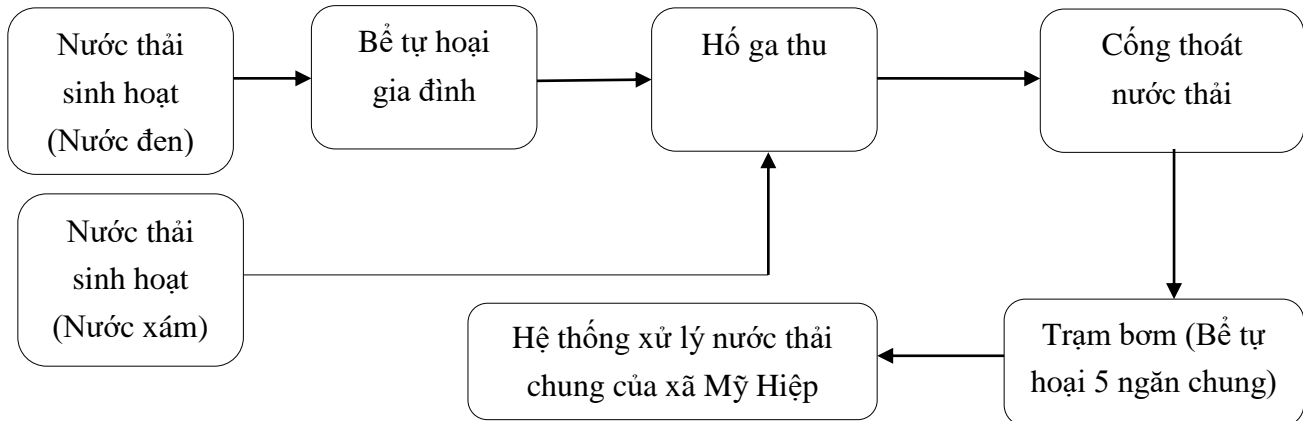 Nước thải
sinh hoạt
(Nước đen)
Bể tự hoại
gia đình
Hố ga thu
Cống thoát
nước thải
Nước thải
sinh hoạt
(Nước xám)
Hệ thống xử lý nước thải
chung của xã Mỹ Hiệp
Trạm bơm (Bể tự
hoại 5 ngăn chung)